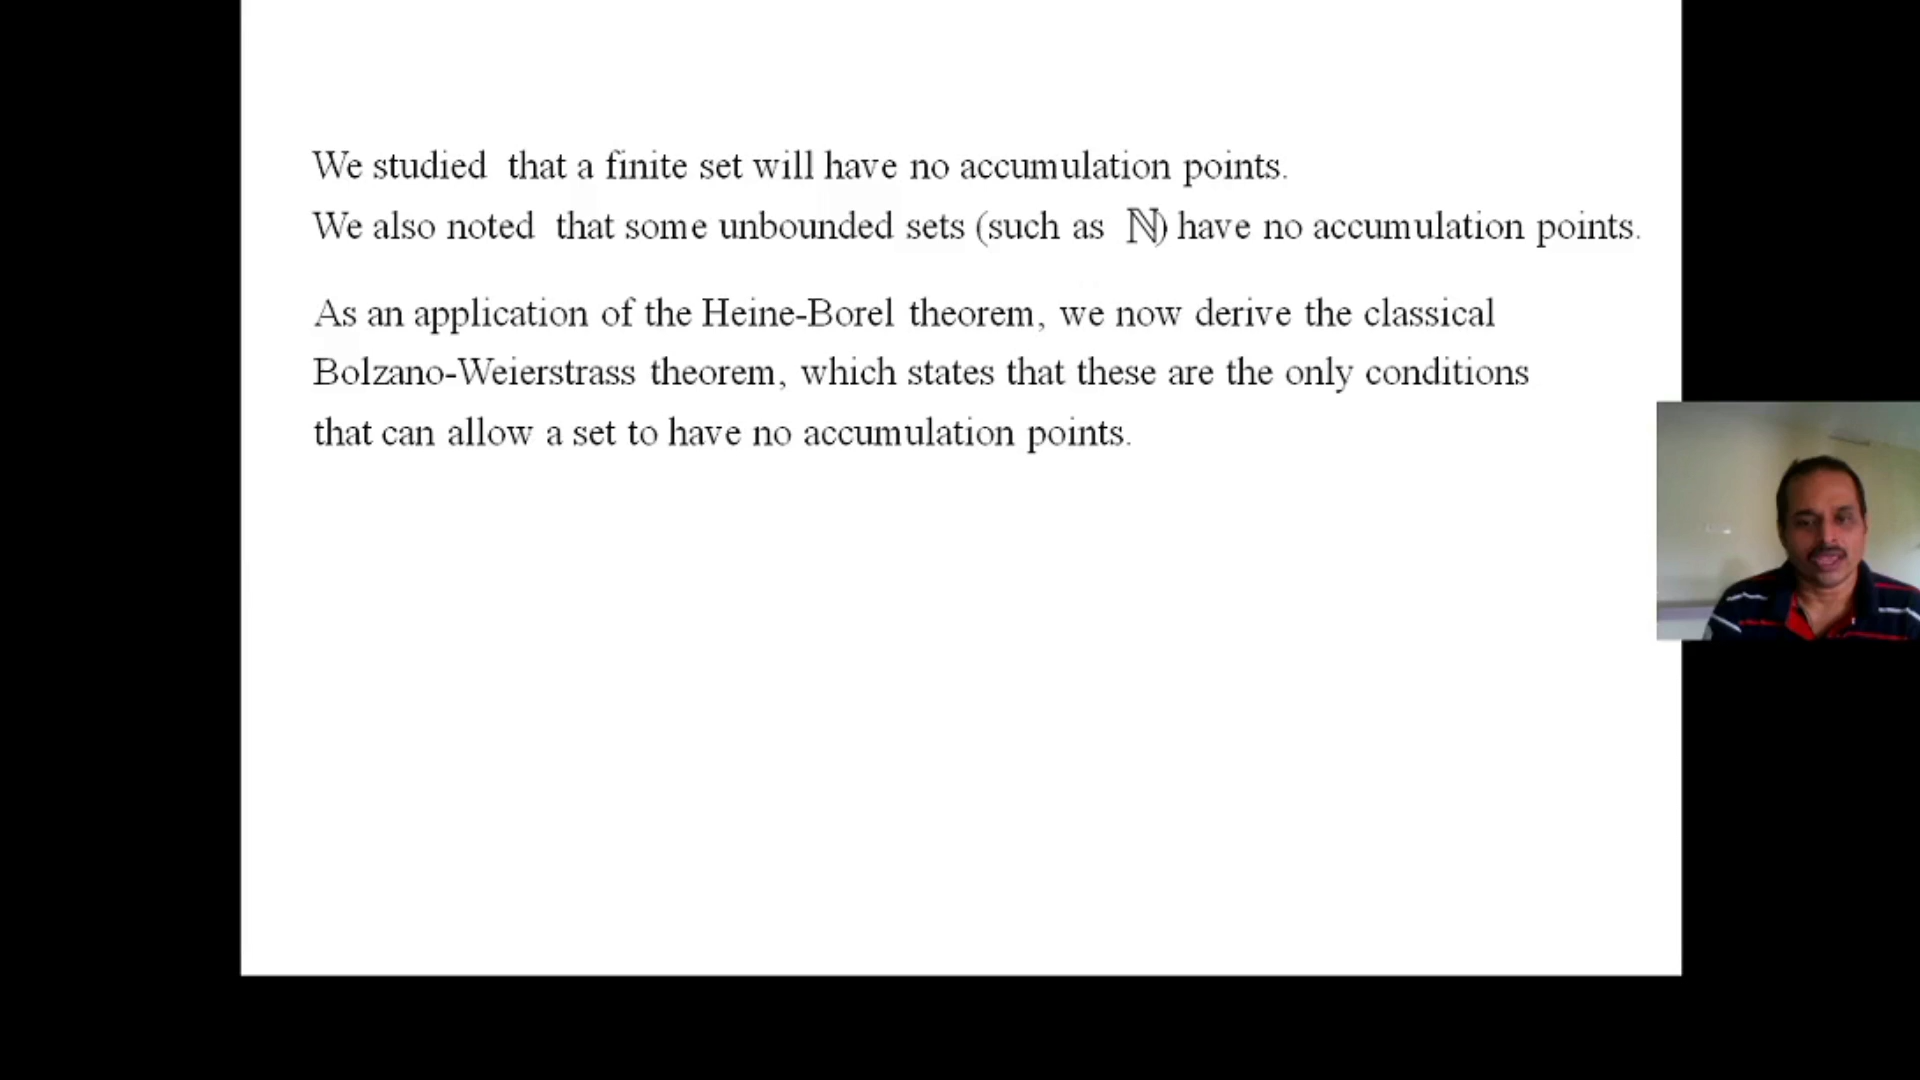 We studied that a finite set will have no accumulation points.
We also noted that some unbounded sets (such as ℕ) have no accumulation points.
As an application of the Heine-Borel theorem, we now derive the classical
Bolzano-Weierstrass theorem, which states that these are the only conditions
that can allow a set to have no accumulation points.